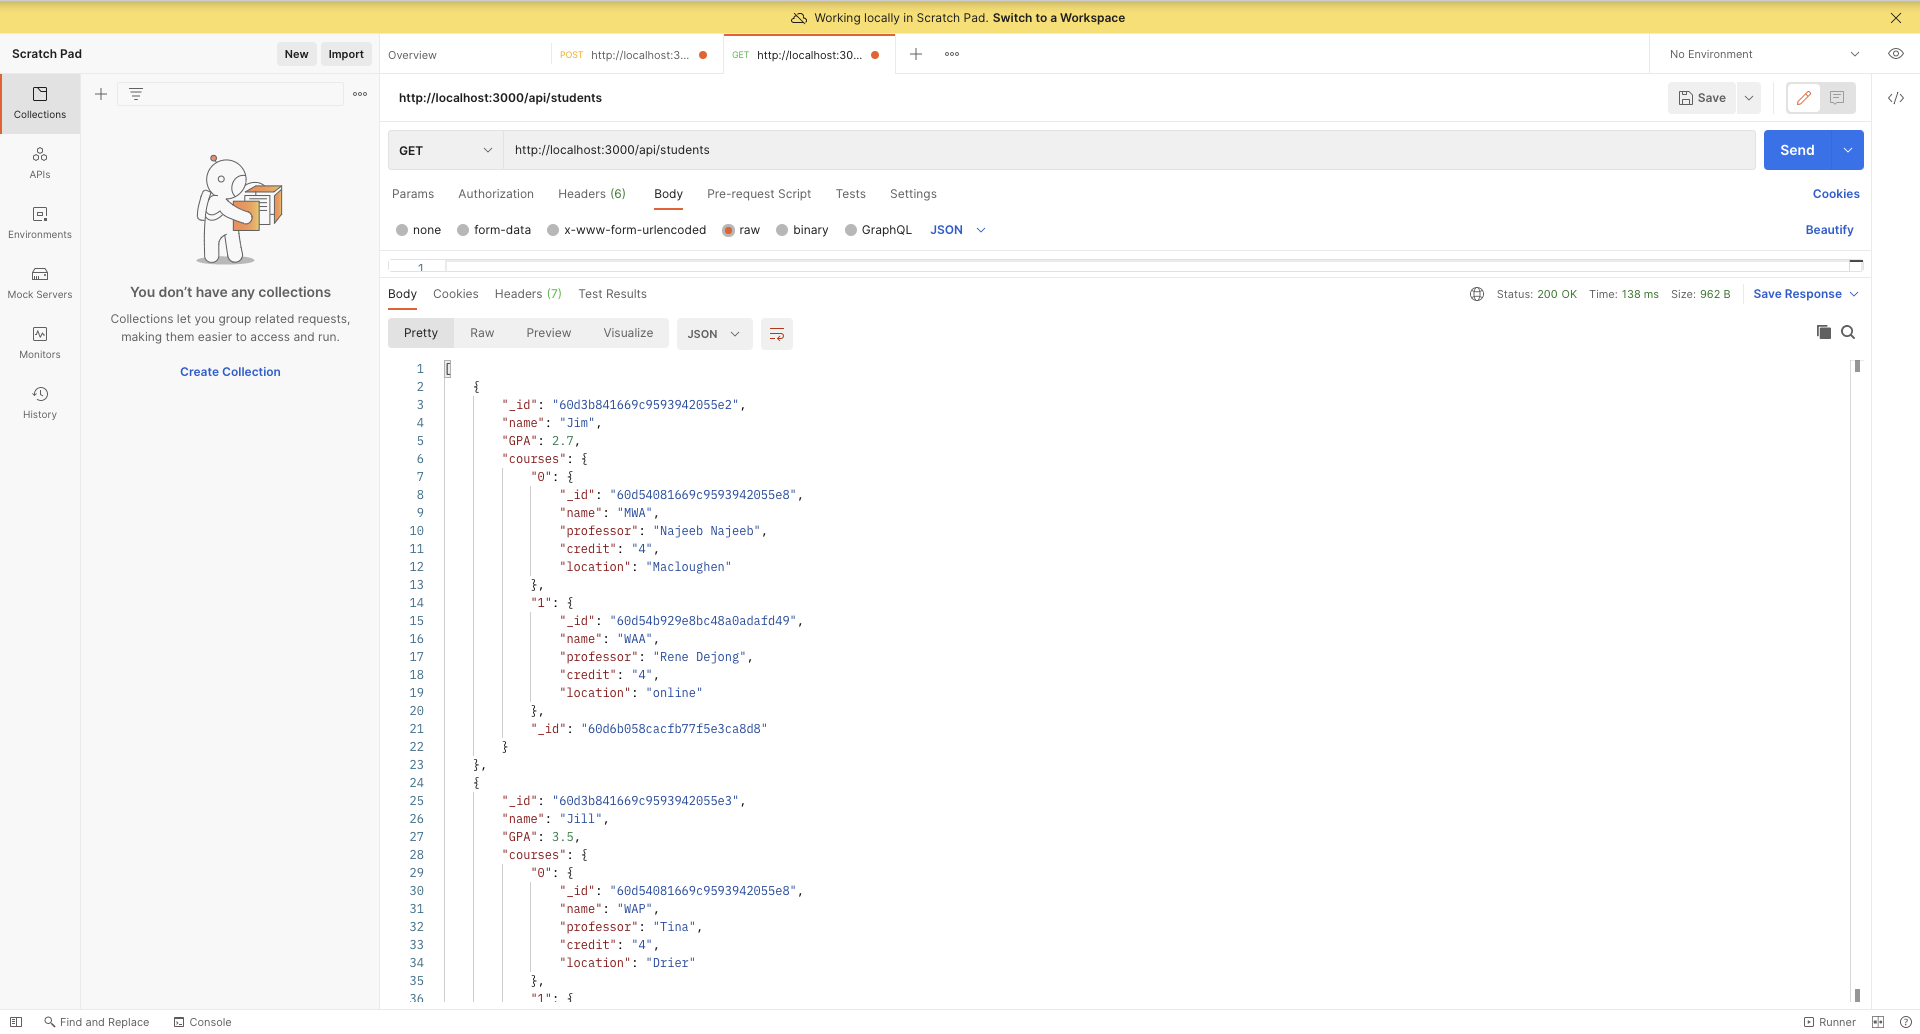 Working locally in Scratch Pad. Switch to a Workspace
Scratch Pad
New
Import
Overview
POST http://localhost:3...
GET http://localhost:30...
No Environment
Collections
APIs
Environments
Mock Servers
Monitors
History
You don't have any collections
Collections let you group related requests,
making them easier to access and run.
Create Collection
http://localhost:3000/api/students
Save
GET
http://localhost:3000/api/students
Send
Params Authorization Headers (6) Body Pre-request Script Tests Settings Cookies
none form-data x-www-form-urlencoded raw binary GraphQL JSON Beautify
1
Body Cookies Headers (7) Test Results Status: 200 OK Time: 138 ms Size: 962 B Save Response
Pretty Raw Preview Visualize JSON
1 [
2 {
3 "_id": "60d3b841669c9593942055e2",
4 "name": "Jim",
5 "GPA": 2.7,
6 "courses": {
7 "0": {
8 "_id": "60d54081669c9593942055e8",
9 "name": "MWA",
10 "professor": "Najeeb Najeeb",
11 "credit": "4",
12 "location": "Macloughen"
13 },
14 "1": {
15 "_id": "60d54b929e8bc48a0adafd49",
16 "name": "WAA",
17 "professor": "Rene Dejong",
18 "credit": "4",
19 "location": "online"
20 },
21 "_id": "60d6b058cacfb77f5e3ca8d8"
22 }
23 },
24 {
25 "_id": "60d3b841669c9593942055e3",
26 "name": "Jill",
27 "GPA": 3.5,
28 "courses": {
29 "0": {
30 "_id": "60d54081669c9593942055e8",
31 "name": "WAP",
32 "professor": "Tina",
33 "credit": "4",
34 "location": "Drier"
35 },
36 "1": {
Find and Replace
Console
Runner